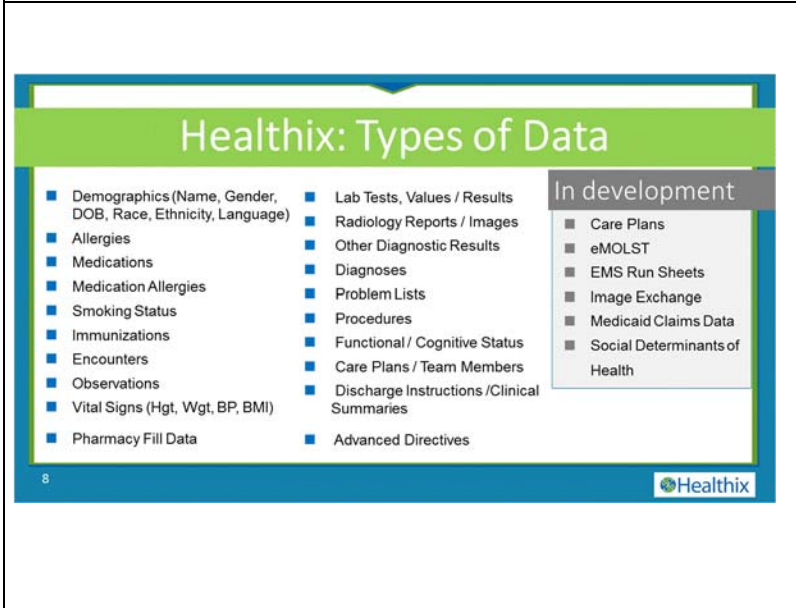 Healthix: Types of Data
Demographics (Name, Gender,
DOB, Race, Ethnicity, Language)
Allergies
Medications
Medication Allergies
Smoking Status
Immunizations
Encounters
Observations
Vital Signs (Hgt, Wgt, BP, BMI)
Pharmacy Fill Data
Lab Tests, Values / Results
Radiology Reports / Images
Other Diagnostic Results
Diagnoses
Problem Lists
Procedures
Functional / Cognitive Status
Care Plans / Team Members
Discharge Instructions /Clinical
Summaries
Advanced Directives
In development
Care Plans
eMOLST
EMS Run Sheets
Image Exchange
Medicaid Claims Data
Social Determinants of
Health
8
Healthix